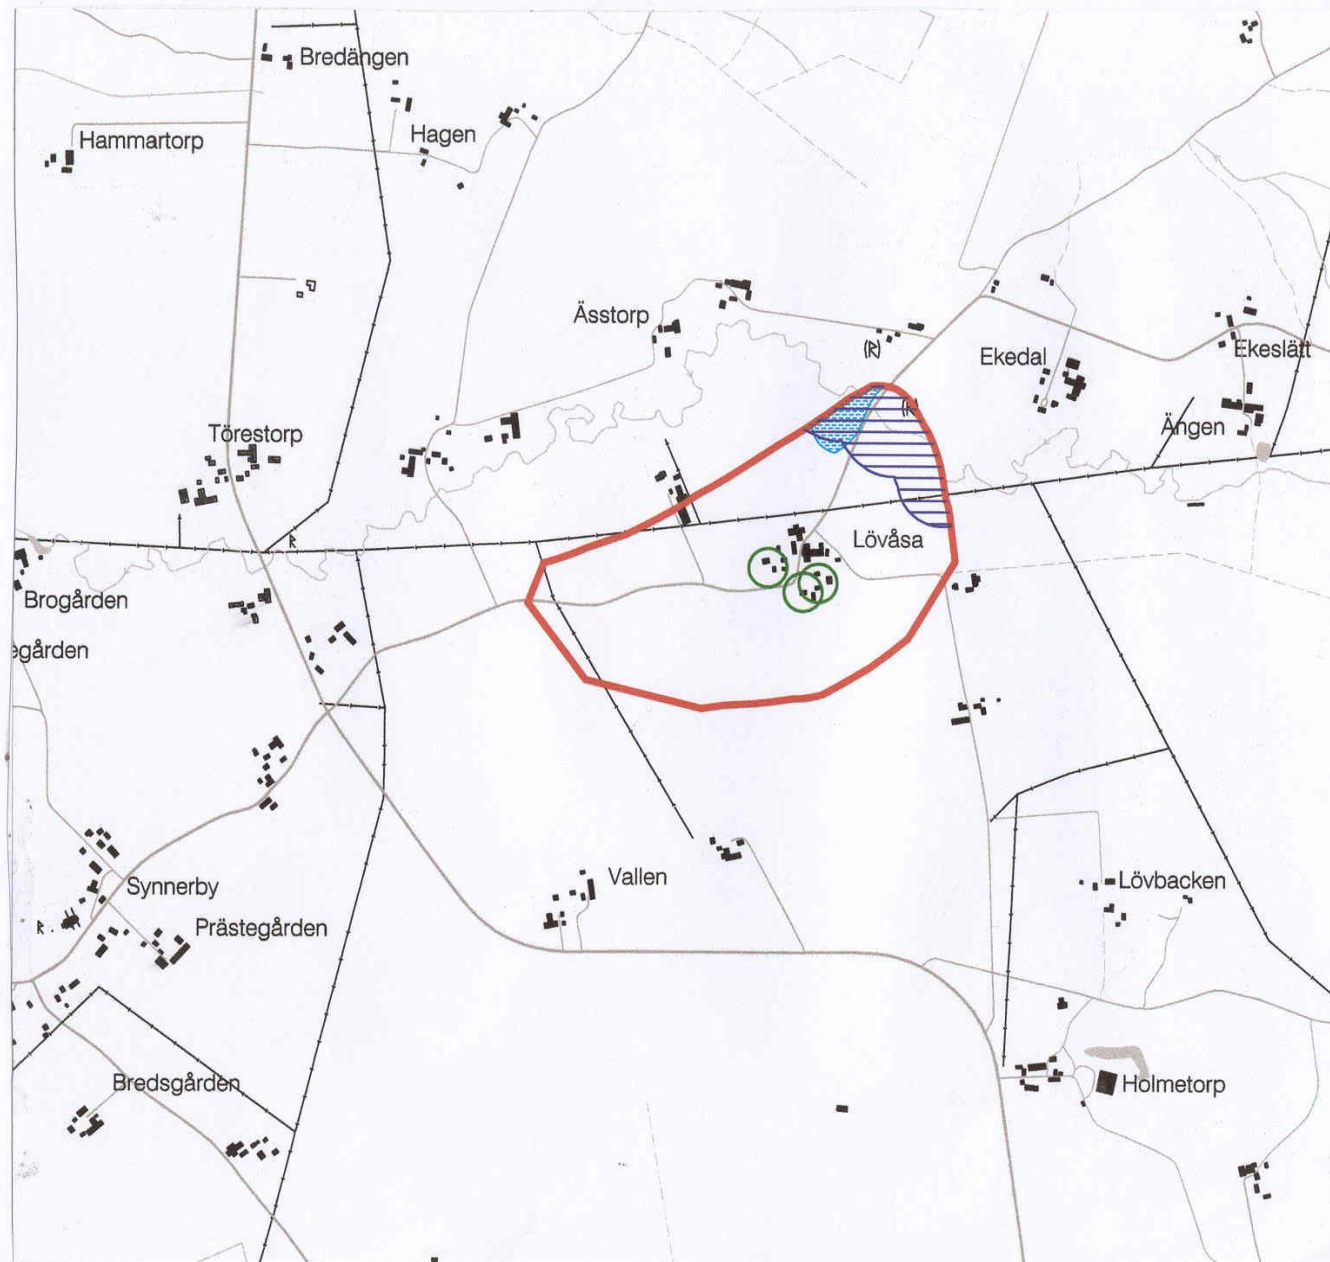 Bredängen
Hammartorp
Hagen
Ässtorp
(R)
Ekedal
Ekeslätt
(R)
Ängen
Törestorp
R
Lövåsa
Brogården
egården
Vallen
Synnerby
Lövbacken
R
Prästegården
Bredsgården
Holmetorp